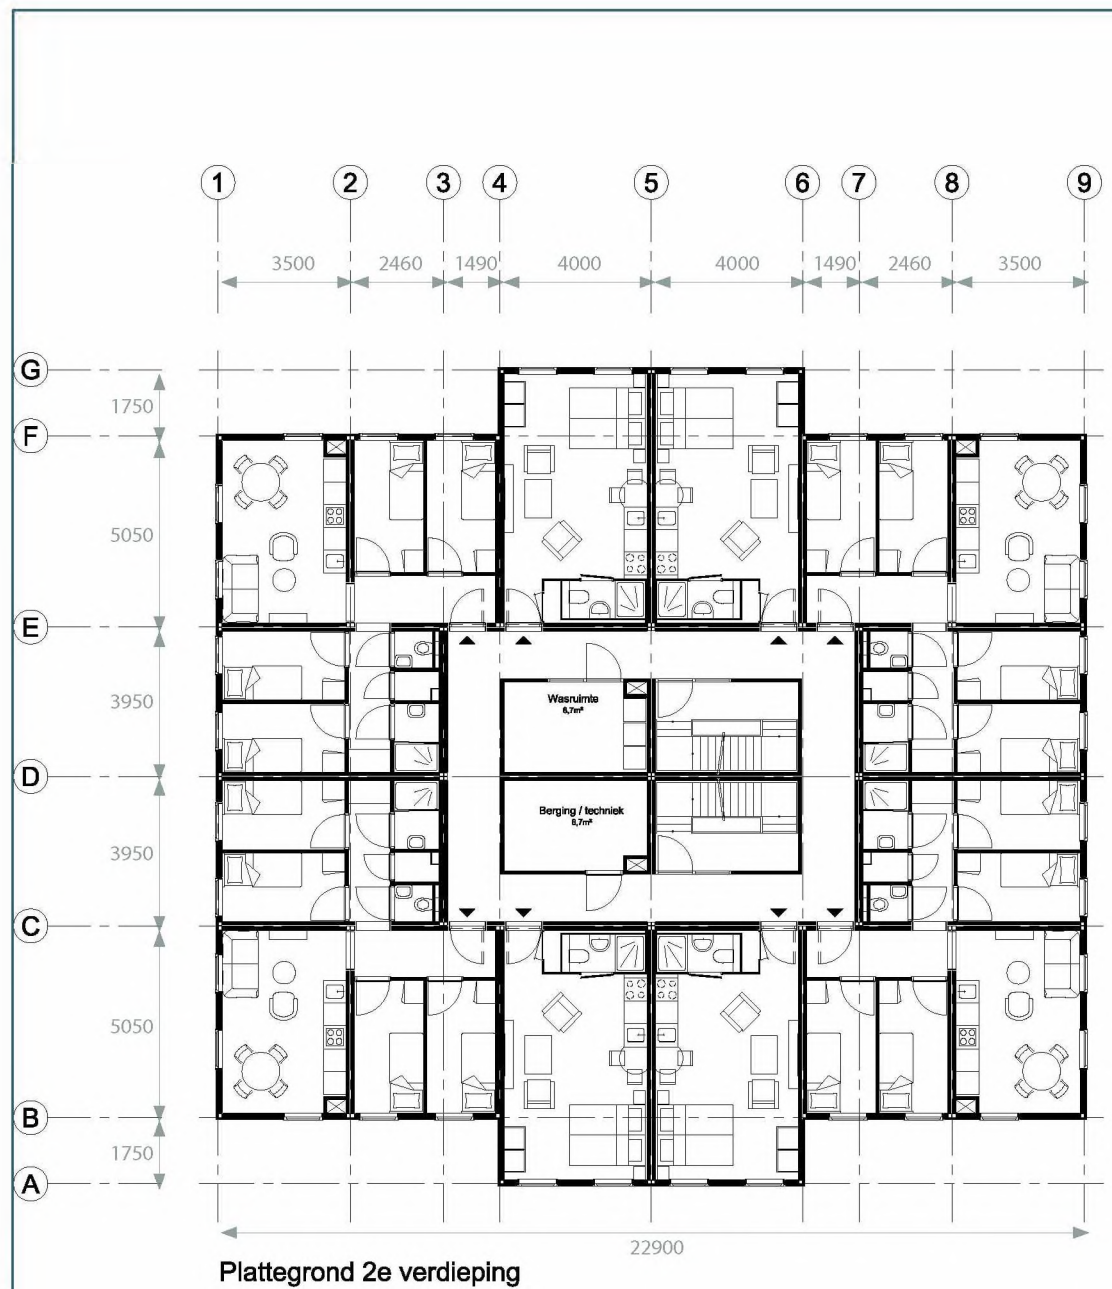 1 2 3 4 5 6 7 8 9
3500 2460 1490 4000 4000 1490 2460 3500
G
1750
F
5050
E
3950
Wasruimte
6,7m²
D
Berging / techniek
6,7m²
3950
C
5050
B
1750
A
22900
Plattegrond 2e verdieping